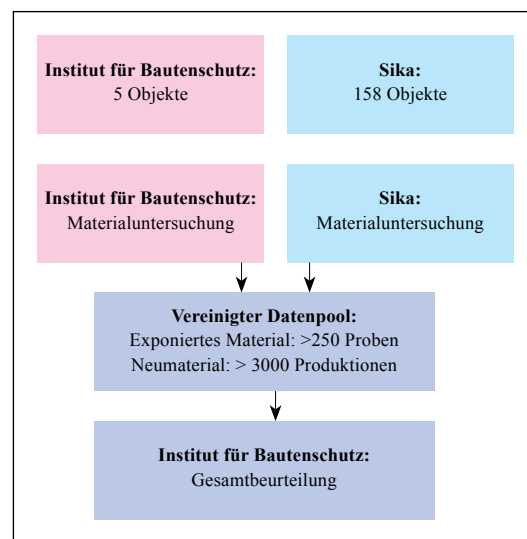 Institut für Bautenschutz:
5 Objekte
Sika:
158 Objekte
Institut für Bautenschutz:
Materialuntersuchung
Sika:
Materialuntersuchung
Vereinigter Datenpool:
Exponiertes Material: >250 Proben
Neumaterial: > 3000 Produktionen
Institut für Bautenschutz:
Gesamtbeurteilung